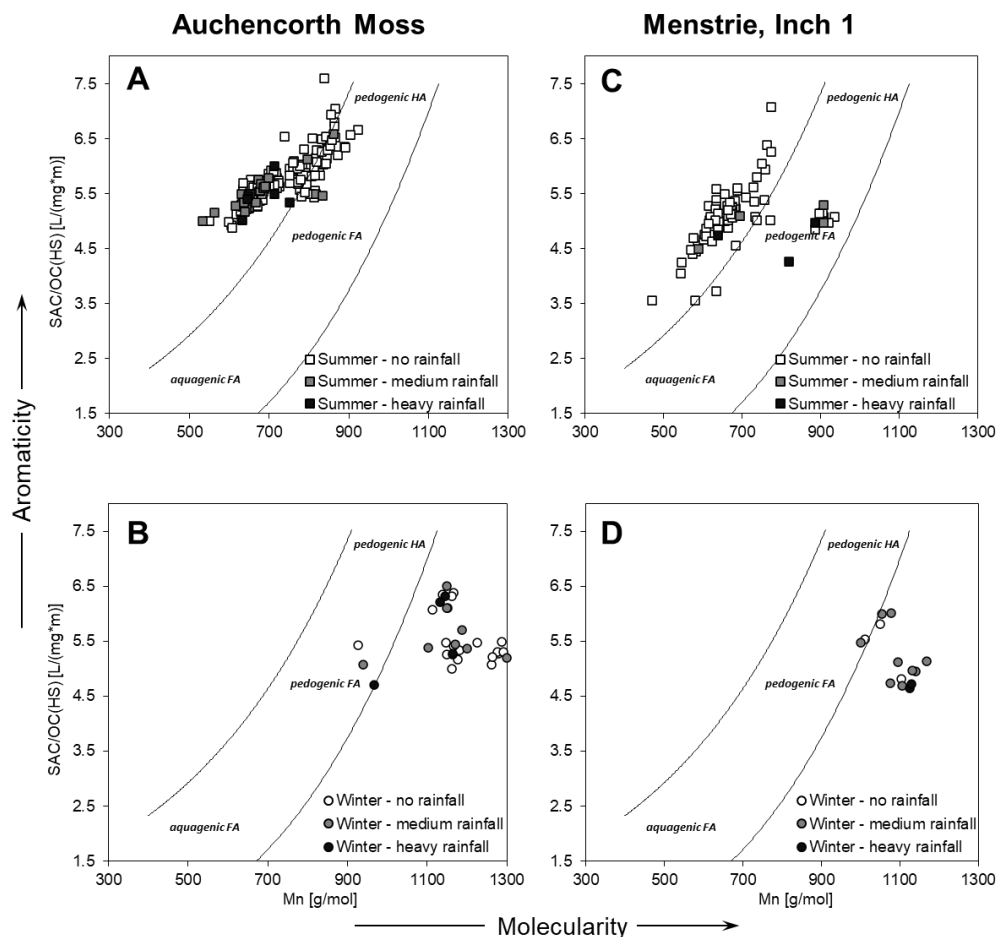 Auchencorth Moss
Menstrie, Inch 1
A
7.5
6.5
5.5
4.5
3.5
2.5
1.5
SAC/OC(HS) [L/(mg*m)]
pedogenic HA
pedogenic FA
aquagenic FA
Summer - no rainfall
Summer - medium rainfall
Summer - heavy rainfall
300 500 700 900 1100 1300
C
7.5
6.5
5.5
4.5
3.5
2.5
1.5
pedogenic HA
pedogenic FA
aquagenic FA
Summer - no rainfall
Summer - medium rainfall
Summer - heavy rainfall
300 500 700 900 1100 1300
Aromaticity
B
7.5
6.5
5.5
4.5
3.5
2.5
1.5
SAC/OC(HS) [L/(mg*m)]
pedogenic HA
pedogenic FA
aquagenic FA
Winter - no rainfall
Winter - medium rainfall
Winter - heavy rainfall
300 500 700 900 1100 1300
Mn [g/mol]
D
7.5
6.5
5.5
4.5
3.5
2.5
1.5
pedogenic HA
pedogenic FA
aquagenic FA
Winter - no rainfall
Winter - medium rainfall
Winter - heavy rainfall
300 500 700 900 1100 1300
Mn [g/mol]
Molecularity